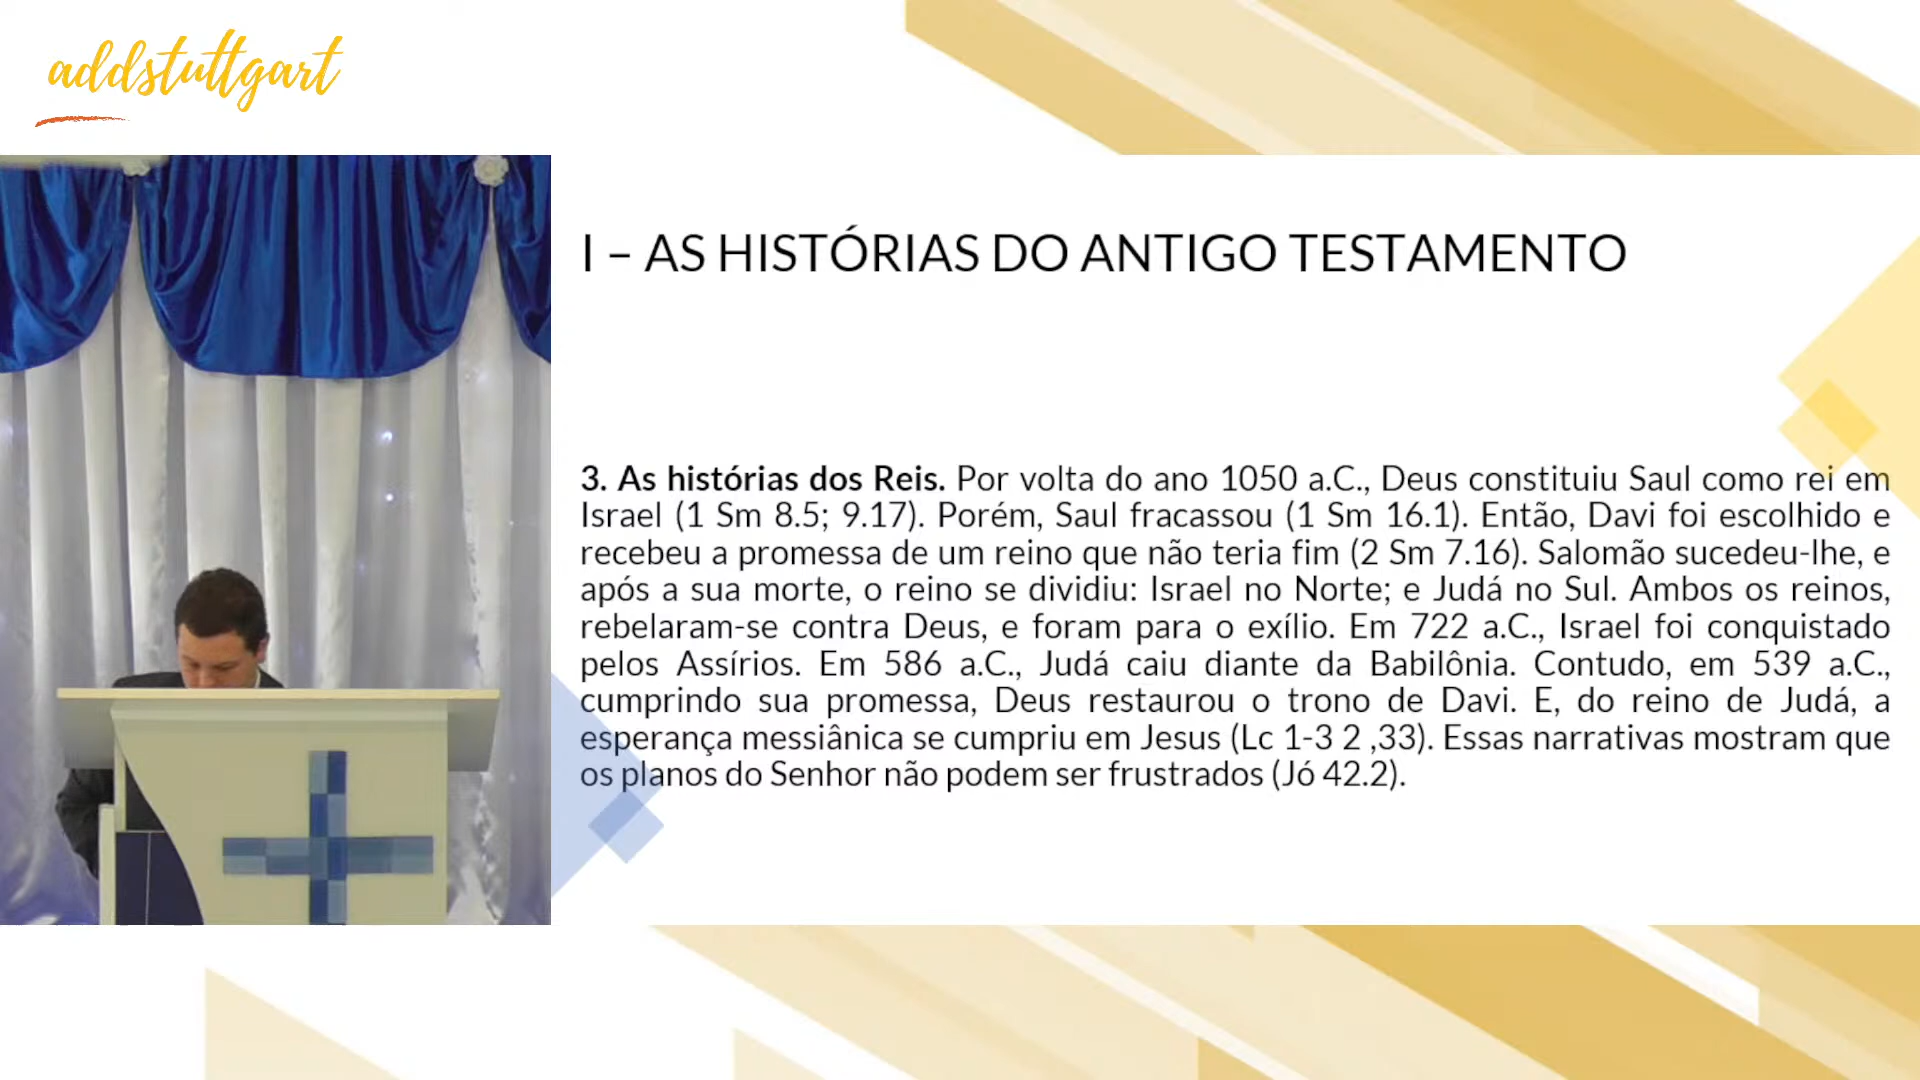 addstuttgart
I – AS HISTÓRIAS DO ANTIGO TESTAMENTO
3. As histórias dos Reis. Por volta do ano 1050 a.C., Deus constituiu Saul como rei em
Israel (1 Sm 8.5; 9.17). Porém, Saul fracassou (1 Sm 16.1). Então, Davi foi escolhido e
recebeu a promessa de um reino que não teria fim (2 Sm 7.16). Salomão sucedeu-lhe, e
após a sua morte, o reino se dividiu: Israel no Norte; e Judá no Sul. Ambos os reinos,
rebelaram-se contra Deus, e foram para o exílio. Em 722 a.C., Israel foi conquistado
pelos Assírios. Em 586 a.C., Judá caiu diante da Babilônia. Contudo, em 539 a.C.,
cumprindo sua promessa, Deus restaurou o trono de Davi. E, do reino de Judá, a
esperança messiânica se cumpriu em Jesus (Lc 1-3 2 ,33). Essas narrativas mostram que
os planos do Senhor não podem ser frustrados (Jó 42.2).